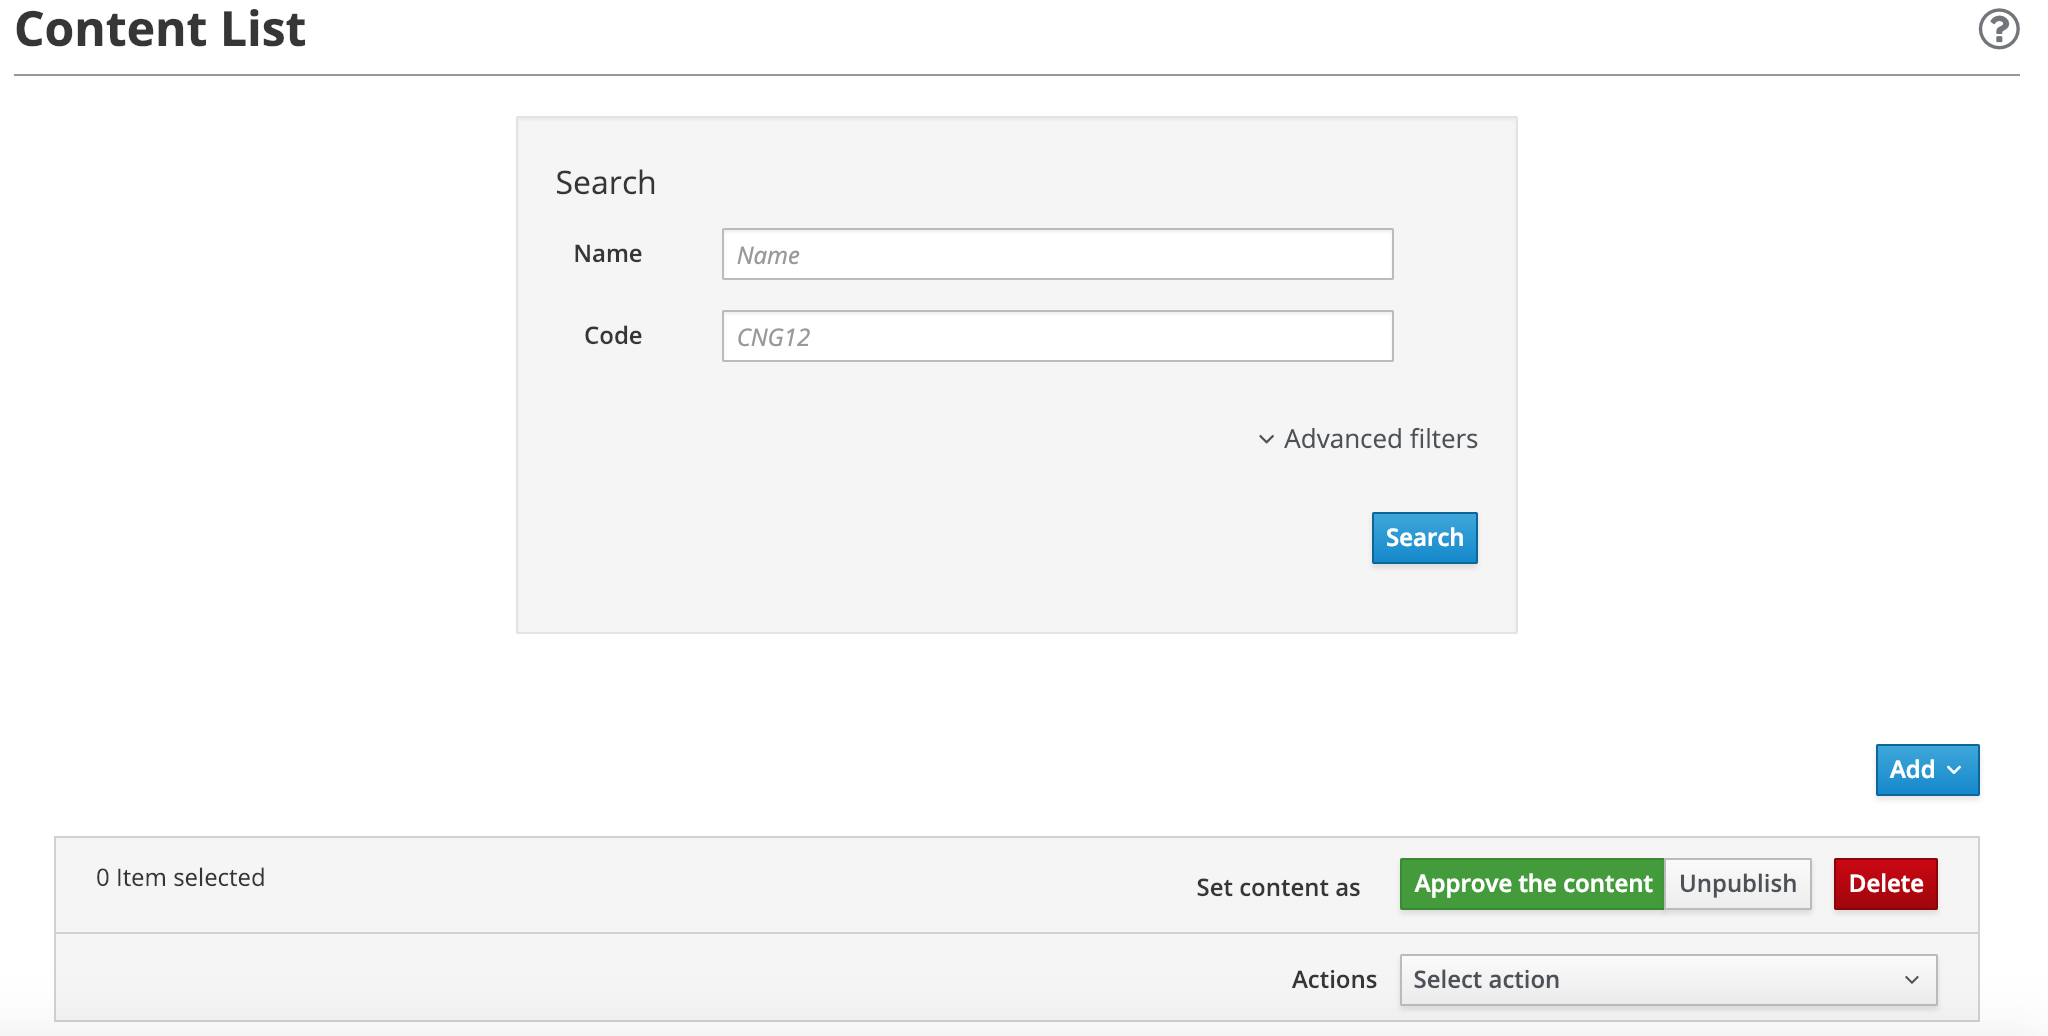 Content List
Search
Name Name
Code CNG12
Advanced filters
Search
Add
0 Item selected Set content as Approve the content Unpublish Delete
Actions Select action